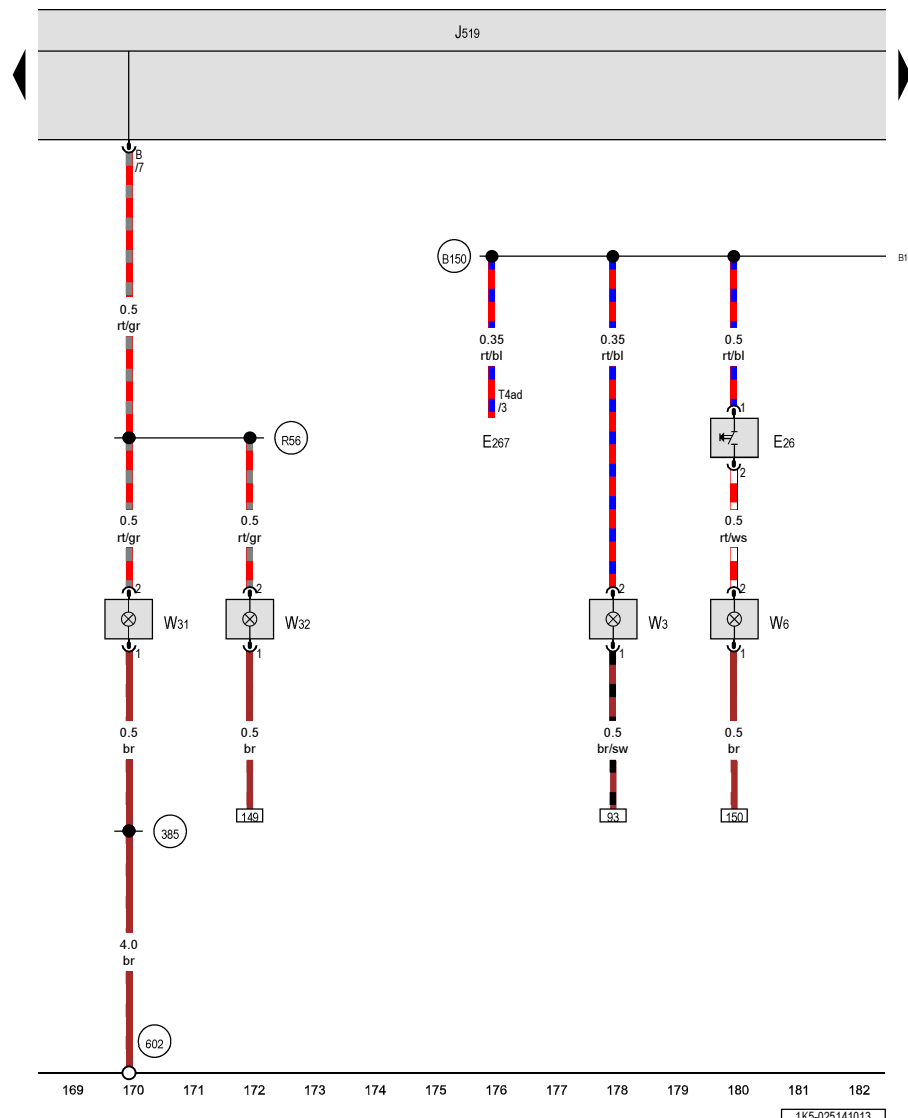 J519
B
/7
B150
B1
0.5
rt/gr
0.35
rt/bl
0.35
rt/bl
0.5
rt/bl
T4ad
/3
1
R56
E267
E26
2
0.5
rt/gr
0.5
rt/gr
0.5
rt/ws
2
2
2
2
W31
W32
W3
W6
1
1
1
1
0.5
br
0.5
br
0.5
br/sw
0.5
br
149
93
150
385
4.0
br
602
169 170 171 172 173 174 175 176 177 178 179 180 181 182
1K5-025141013